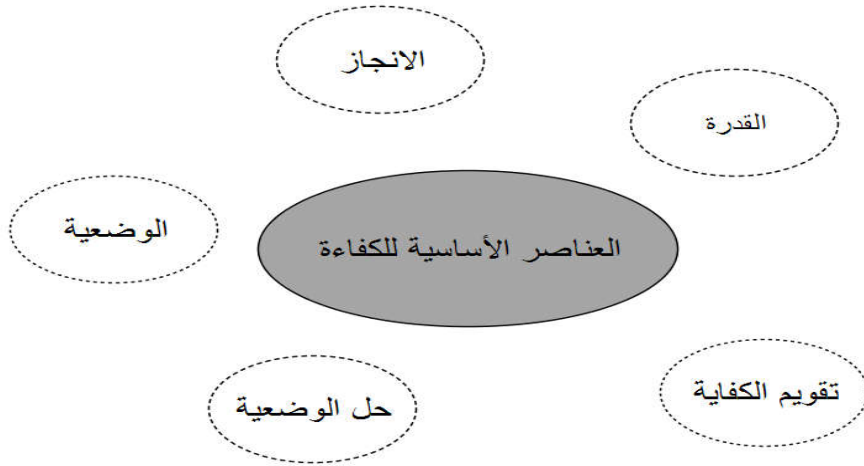 الانجاز
القدرة
الوضعية
العناصر الأساسية للكفاءة
تقويم الكفاية
حل الوضعية